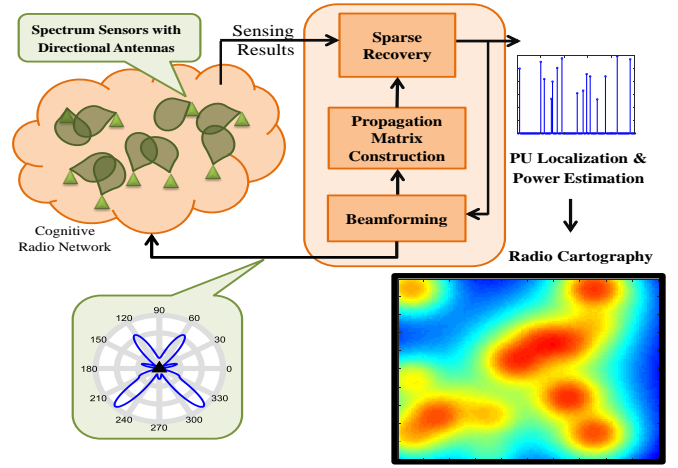 Spectrum Sensors with
Directional Antennas
Sensing
Results
Sparse
Recovery
Propagation
Matrix
Construction
Beamforming
PU Localization &
Power Estimation
Radio Cartography
Cognitive
Radio Network
90
120
60
150
30
180
0
210
330
240
300
270